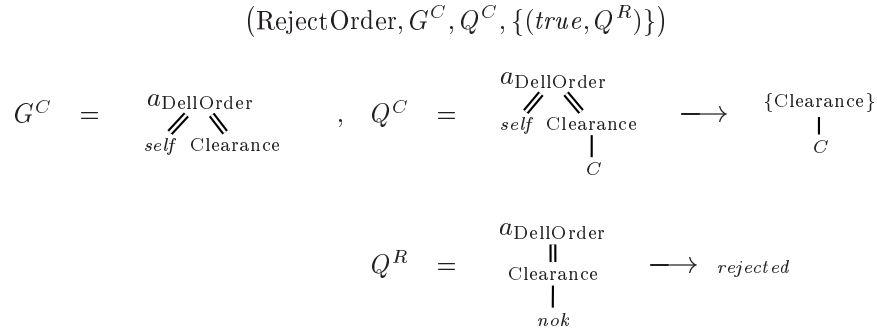 (RejectOrder, G^C, Q^C, {(true, Q^R)})
G^C = a_DellOrder , Q^C = a_DellOrder ⟶ {Clearance}
self Clearance self Clearance C
C
Q^R = a_DellOrder ⟶ rejected
Clearance
nok